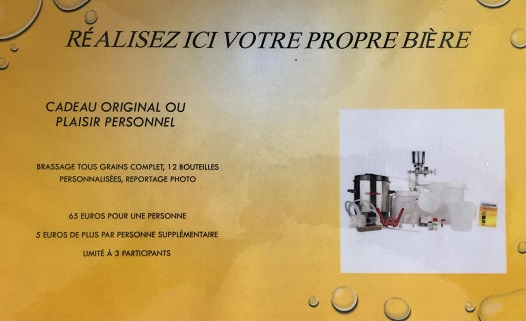 RÉALISEZ ICI VOTRE PROPRE BIÈRE
CADEAU ORIGINAL OU
PLAISIR PERSONNEL
BRASSAGE TOUS GRAINS COMPLET, 12 BOUTEILLES
PERSONNALISÉES, REPORTAGE PHOTO
65 EUROS POUR UNE PERSONNE
5 EUROS DE PLUS PAR PERSONNE SUPPLÉMENTAIRE
LIMITÉ À 3 PARTICIPANTS